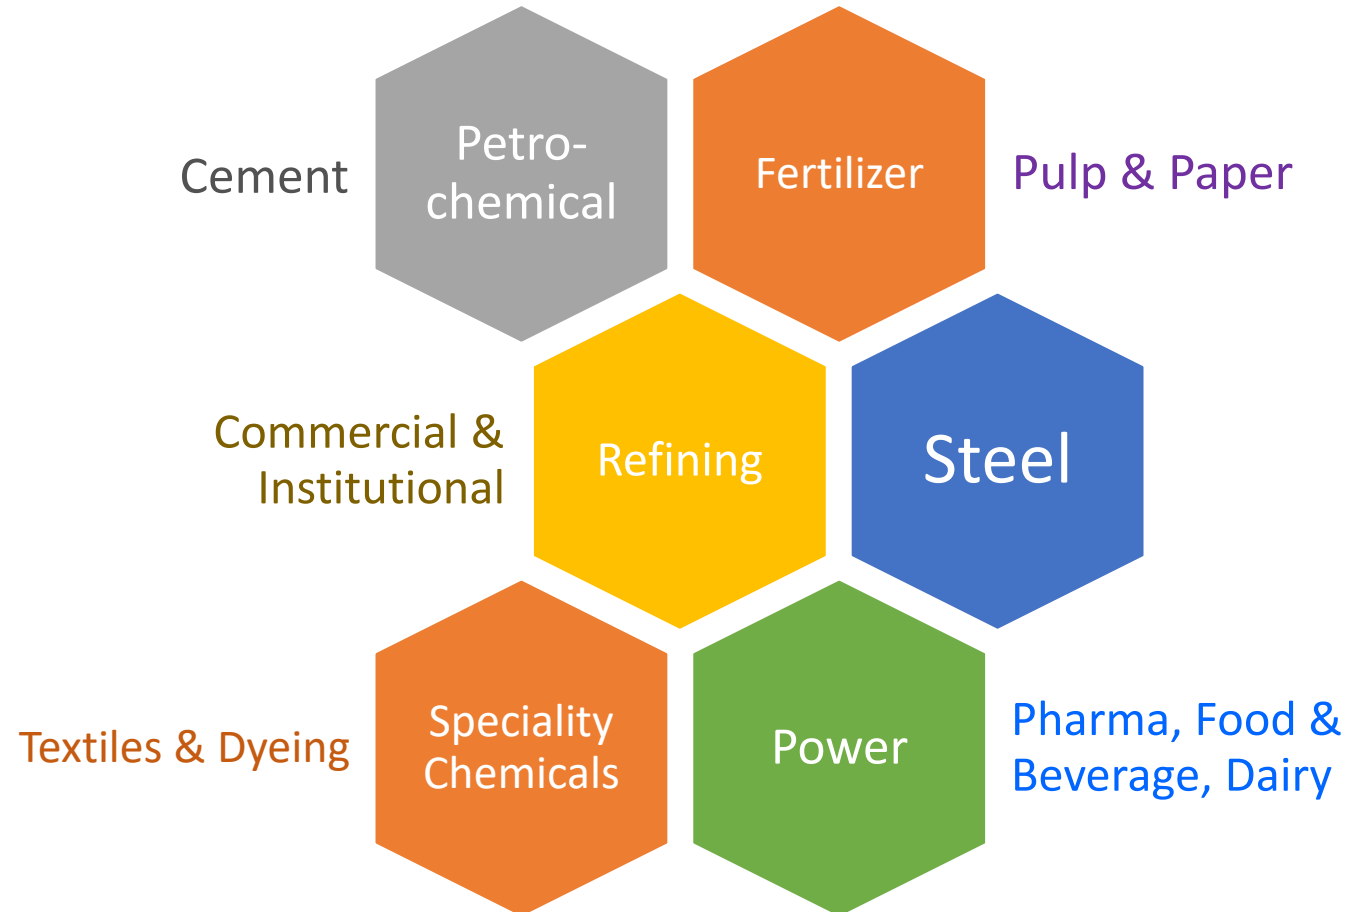 Cement
Petro-
chemical
Fertilizer
Pulp & Paper
Commercial &
Institutional
Refining
Steel
Textiles & Dyeing
Speciality
Chemicals
Power
Pharma, Food &
Beverage, Dairy